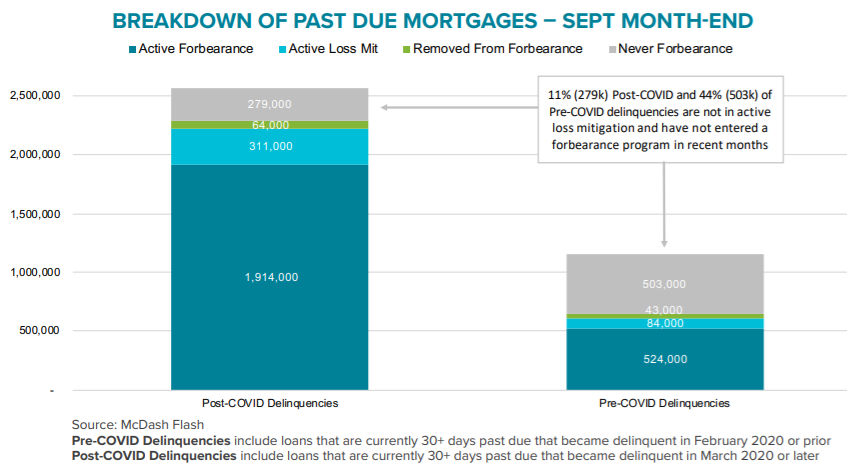 BREAKDOWN OF PAST DUE MORTGAGES – SEPT MONTH-END
Active Forbearance Active Loss Mit Removed From Forbearance Never Forbearance
2,500,000
2,000,000
1,500,000
1,000,000
500,000
-
279,000
64,000
311,000
1,914,000
11% (279k) Post-COVID and 44% (503k) of
Pre-COVID delinquencies are not in active
loss mitigation and have not entered a
forbearance program in recent months
503,000
43,000
84,000
524,000
Post-COVID Delinquencies Pre-COVID Delinquencies
Source: McDash Flash
Pre-COVID Delinquencies include loans that are currently 30+ days past due that became delinquent in February 2020 or prior
Post-COVID Delinquencies include loans that are currently 30+ days past due that became delinquent in March 2020 or later